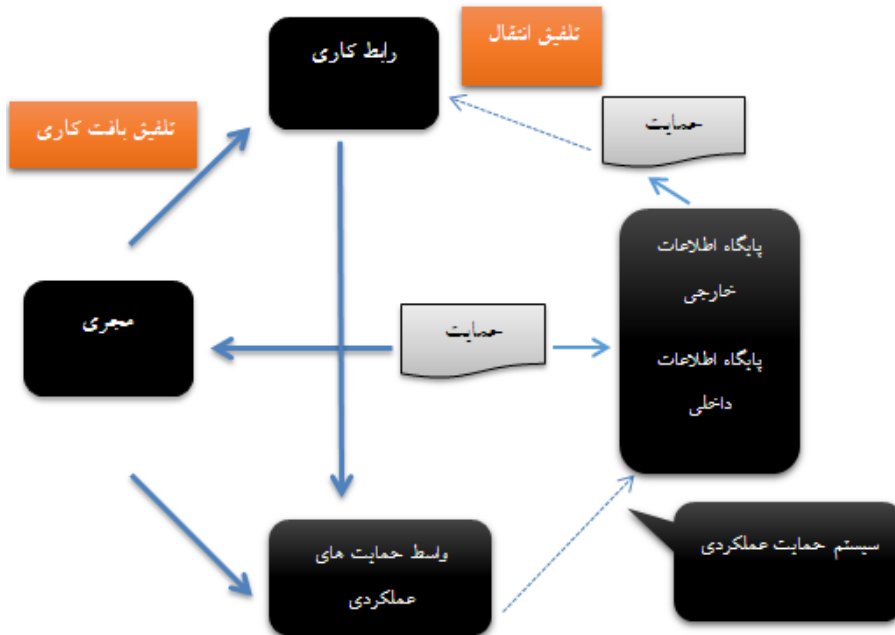 تلفیق انتقال
رابط کاری
حمایت
تلفیق بافت کاری
پایگاه اطلاعات
خارجی
پایگاه اطلاعات
داخلی
حمایت
مجری
سیستم حمایت عملکردی
واسط حمایت های
عملکردی